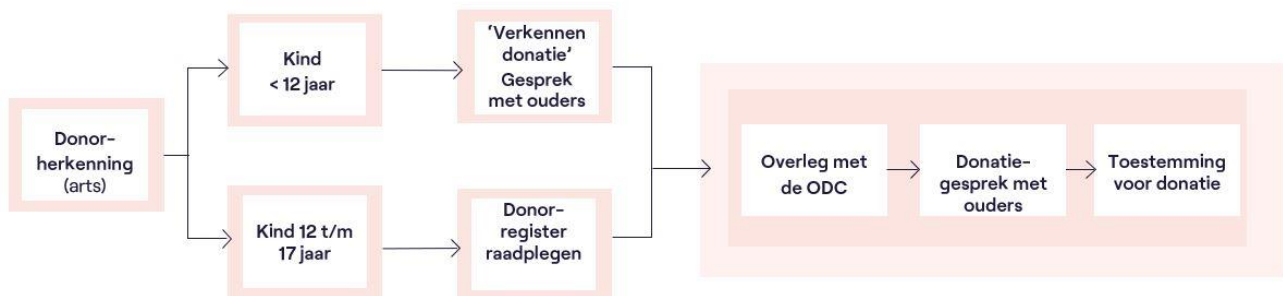 Donor-
herkenning
(arts)
Kind
< 12 jaar
‘Verkennen
donatie’
Gesprek
met ouders
Kind 12 t/m
17 jaar
Donor-
register
raadplegen
Overleg met
de ODC
Donatie-
gesprek met
ouders
Toestemming
voor donatie